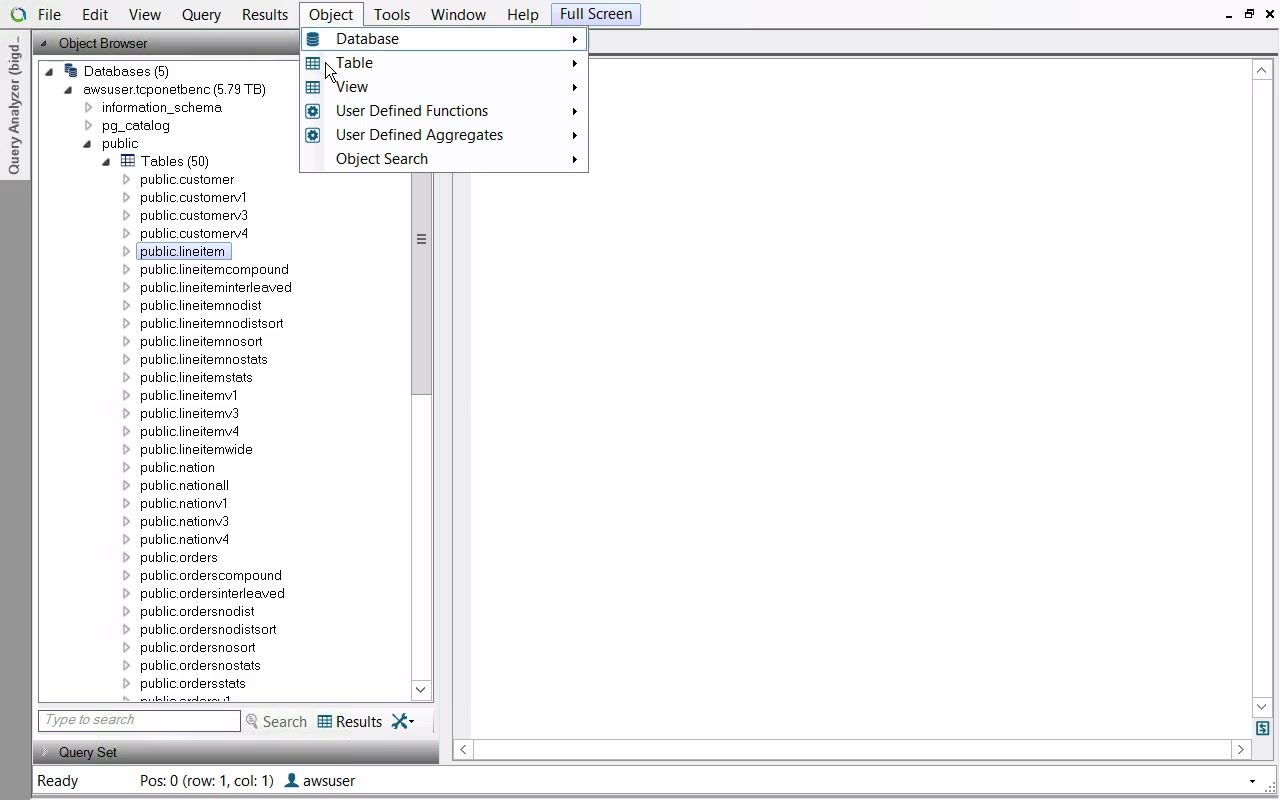 File Edit View Query Results Object Tools Window Help Full Screen
Query Analyzer (bigd...
Object Browser
Database
Table
View
User Defined Functions
User Defined Aggregates
Object Search
Databases (5)
awsuser.tcponetbenc (5.79 TB)
information_schema
pg_catalog
public
Tables (50)
public.customer
public.customerv1
public.customerv3
public.customerv4
public.lineitem
public.lineitemcompound
public.lineiteminterleaved
public.lineitemnodist
public.lineitemnodistsort
public.lineitemnosort
public.lineitemnostats
public.lineitemstats
public.lineitemv1
public.lineitemv3
public.lineitemv4
public.lineitemwide
public.nation
public.nationall
public.nationv1
public.nationv3
public.nationv4
public.orders
public.orderscompound
public.ordersinterleaved
public.ordersnodist
public.ordersnodistsort
public.ordersnosort
public.ordersnostats
public.ordersstats
public.ordersv1
Type to search Search Results
Query Set
Ready Pos: 0 (row: 1, col: 1) awsuser